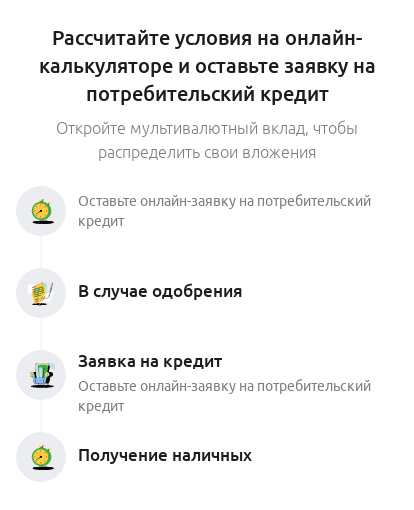 Рассчитайте условия на онлайн-
калькуляторе и оставьте заявку на
потребительский кредит
Откройте мультивалютный вклад, чтобы
распределить свои вложения
Оставьте онлайн-заявку на потребительский
кредит
В случае одобрения
Заявка на кредит
Оставьте онлайн-заявку на потребительский
кредит
Получение наличных